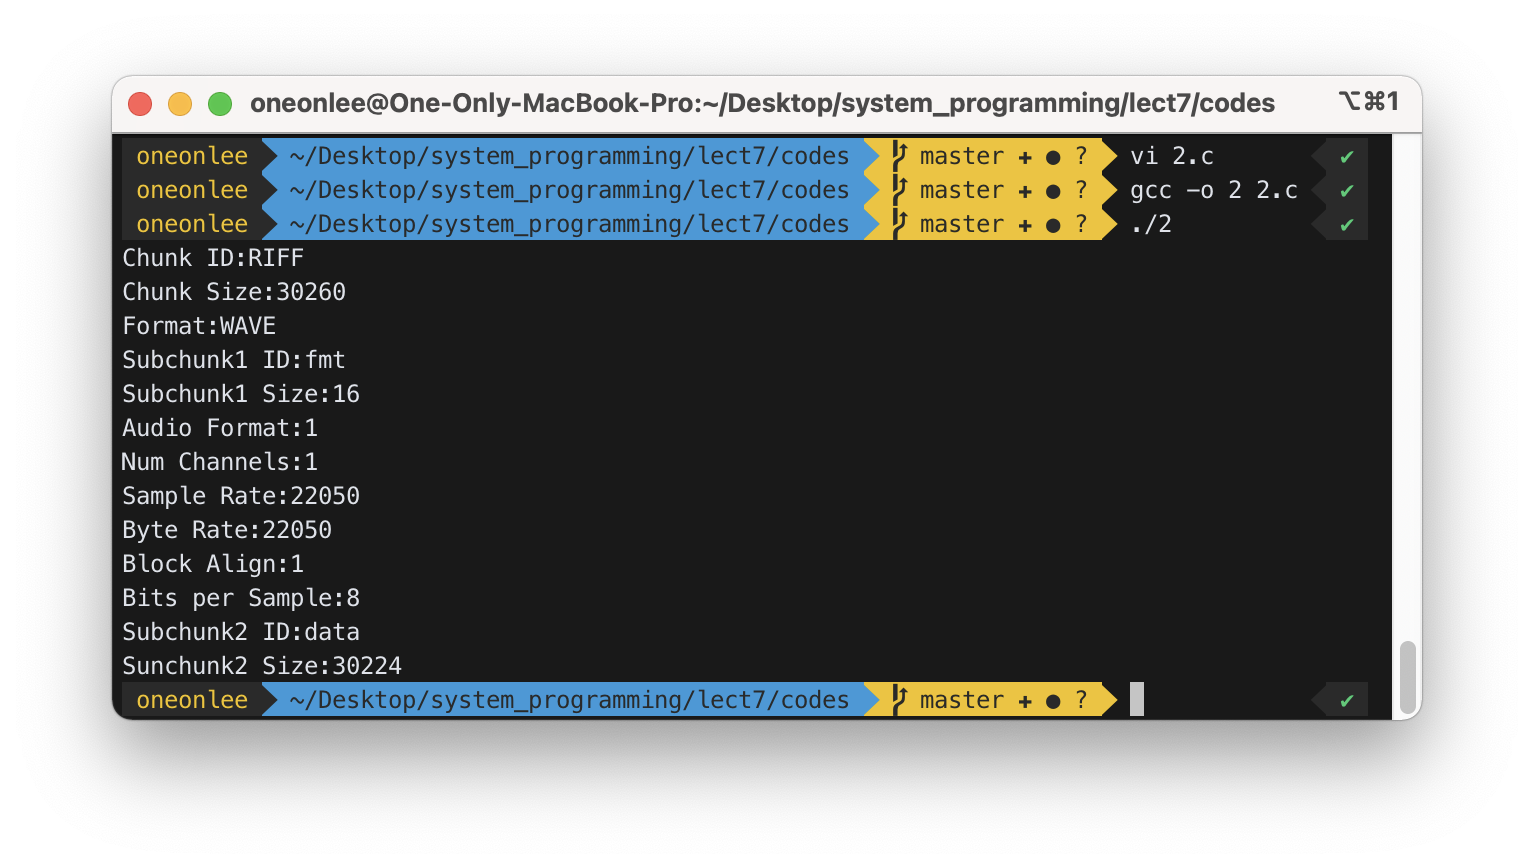 oneonlee@One-Only-MacBook-Pro:~/Desktop/system_programming/lect7/codes ⌥⌘1
oneonlee ~/Desktop/system_programming/lect7/codes master + ● ? vi 2.c ✔
oneonlee ~/Desktop/system_programming/lect7/codes master + ● ? gcc -o 2 2.c ✔
oneonlee ~/Desktop/system_programming/lect7/codes master + ● ? ./2 ✔
Chunk ID:RIFF
Chunk Size:30260
Format:WAVE
Subchunk1 ID:fmt
Subchunk1 Size:16
Audio Format:1
Num Channels:1
Sample Rate:22050
Byte Rate:22050
Block Align:1
Bits per Sample:8
Subchunk2 ID:data
Sunchunk2 Size:30224
oneonlee ~/Desktop/system_programming/lect7/codes master + ● ? ✔